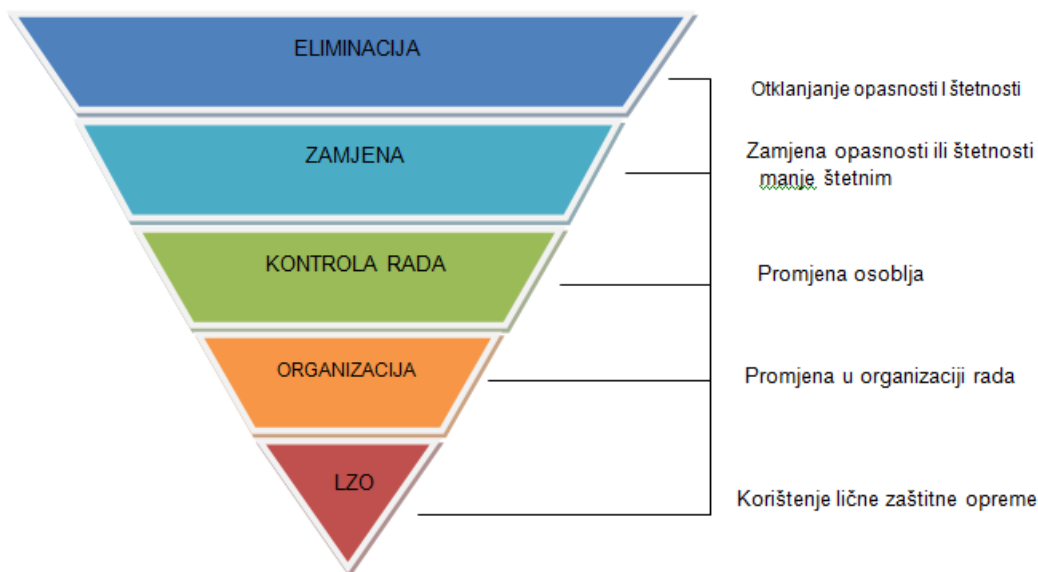 ELIMINACIJA
Otklanjanje opasnosti I štetnosti
ZAMJENA
Zamjena opasnosti ili štetnosti
manje štetnim
KONTROLA RADA
Promjena osoblja
ORGANIZACIJA
Promjena u organizaciji rada
LZO
Korištenje lične zaštitne opreme